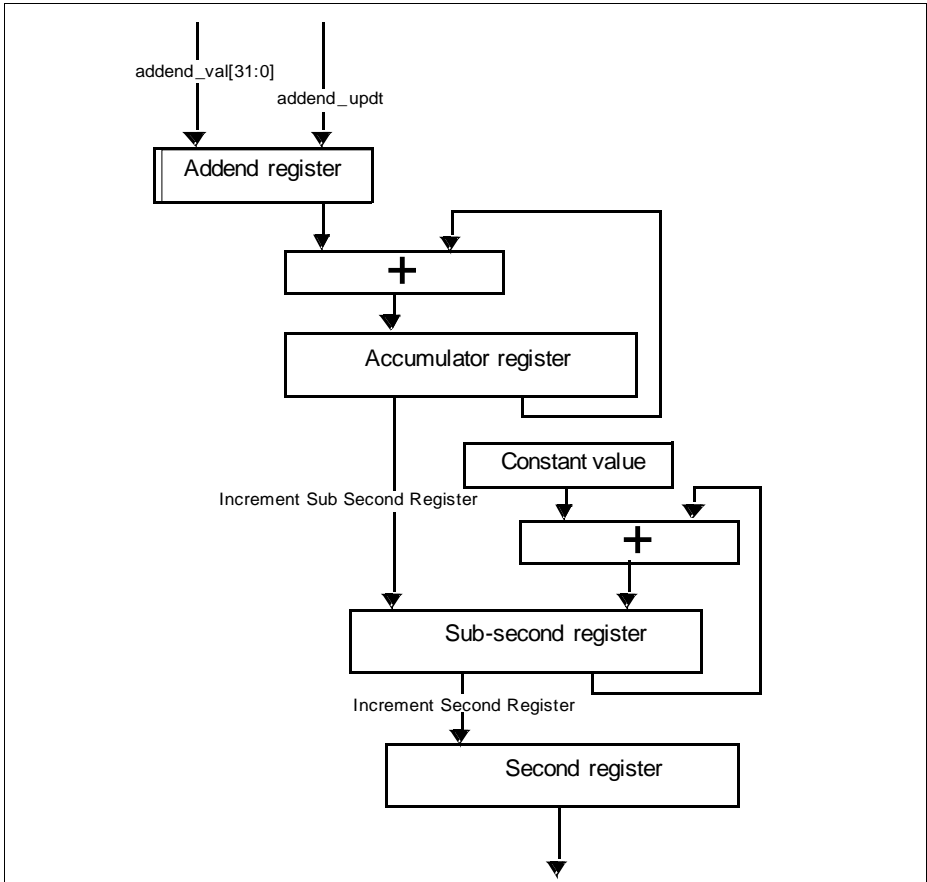 addend_val[31:0]
addend_updt
Addend register
+
Accumulator register
Constant value
Increment Sub Second Register
+
Sub-second register
Increment Second Register
Second register